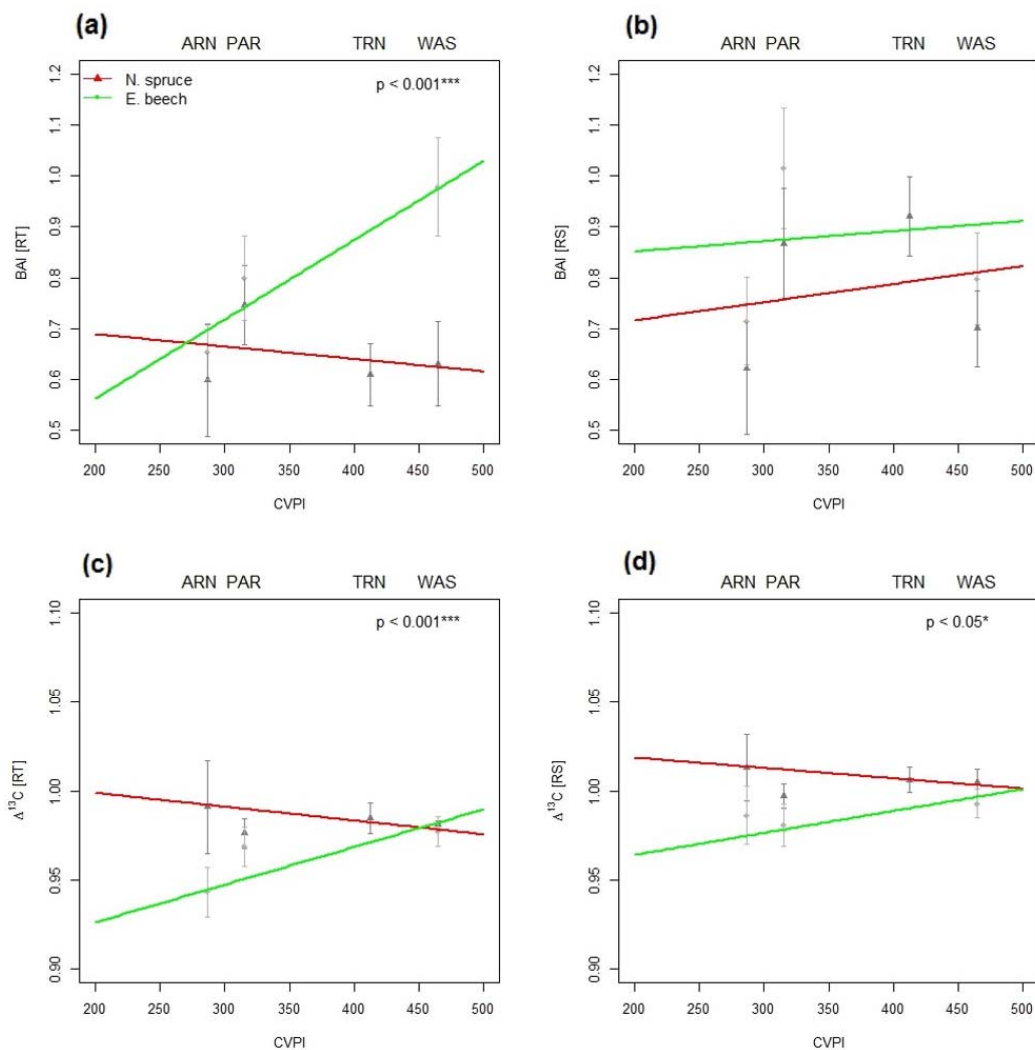 (a)
ARN PAR TRN WAS
N. spruce
E. beech
p < 0.001***
BAI [RT]
1.2
1.1
1.0
0.9
0.8
0.7
0.6
0.5
200 250 300 350 400 450 500
CVPI
(b)
ARN PAR TRN WAS
BAI [RS]
1.2
1.1
1.0
0.9
0.8
0.7
0.6
0.5
200 250 300 350 400 450 500
CVPI
(c)
ARN PAR TRN WAS
p < 0.001***
Δ¹³C [RT]
1.10
1.05
1.00
0.95
0.90
200 250 300 350 400 450 500
CVPI
(d)
ARN PAR TRN WAS
p < 0.05*
Δ¹³C [RS]
1.10
1.05
1.00
0.95
0.90
200 250 300 350 400 450 500
CVPI